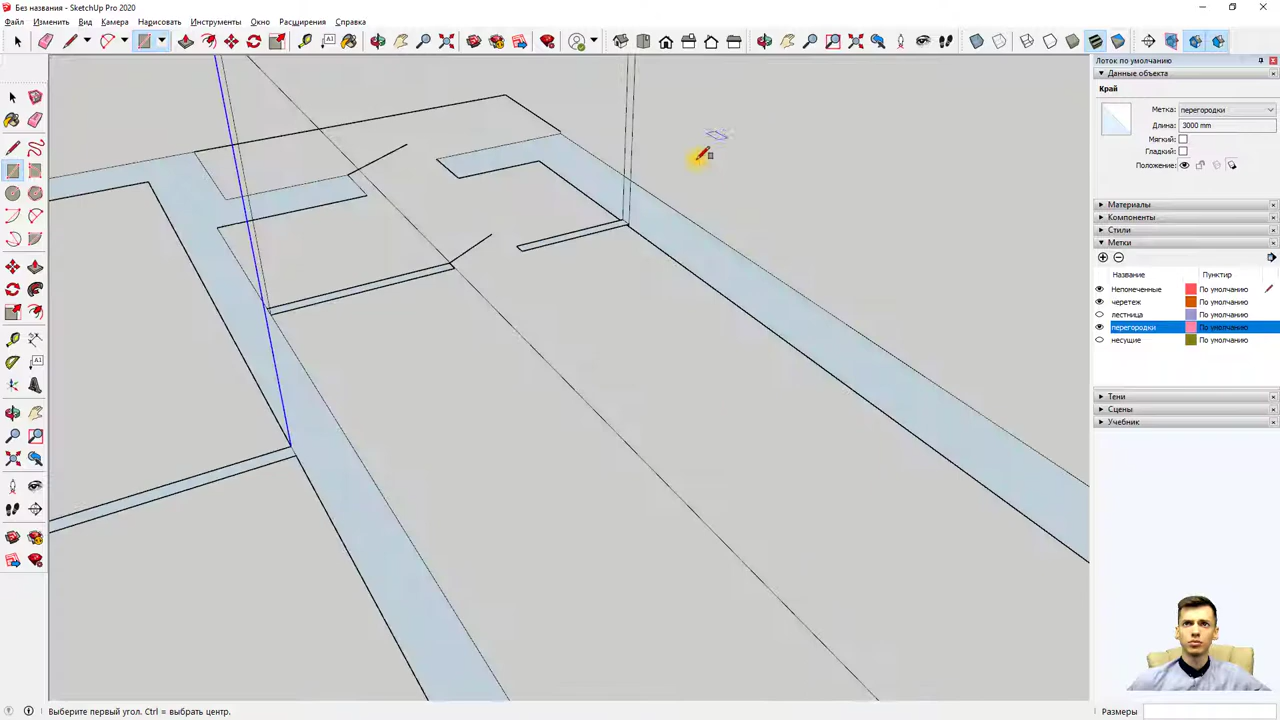 Без названия - SketchUp Pro 2020
Файл Изменить Вид Камера Нарисовать Инструменты Окно Расширения Справка
Лоток по умолчанию
Данные объекта
Край
Метка: перегородки
Длина: 3000 mm
Мягкий:
Гладкий:
Положение:
Материалы
Компоненты
Стили
Метки
Название Пунктир
Непомеченные По умолчанию
черетеж По умолчанию
лестница По умолчанию
перегородки По умолчанию
несущие По умолчанию
Тени
Сцены
Учебник
Выберите первый угол. Ctrl = выбрать центр.
Размеры